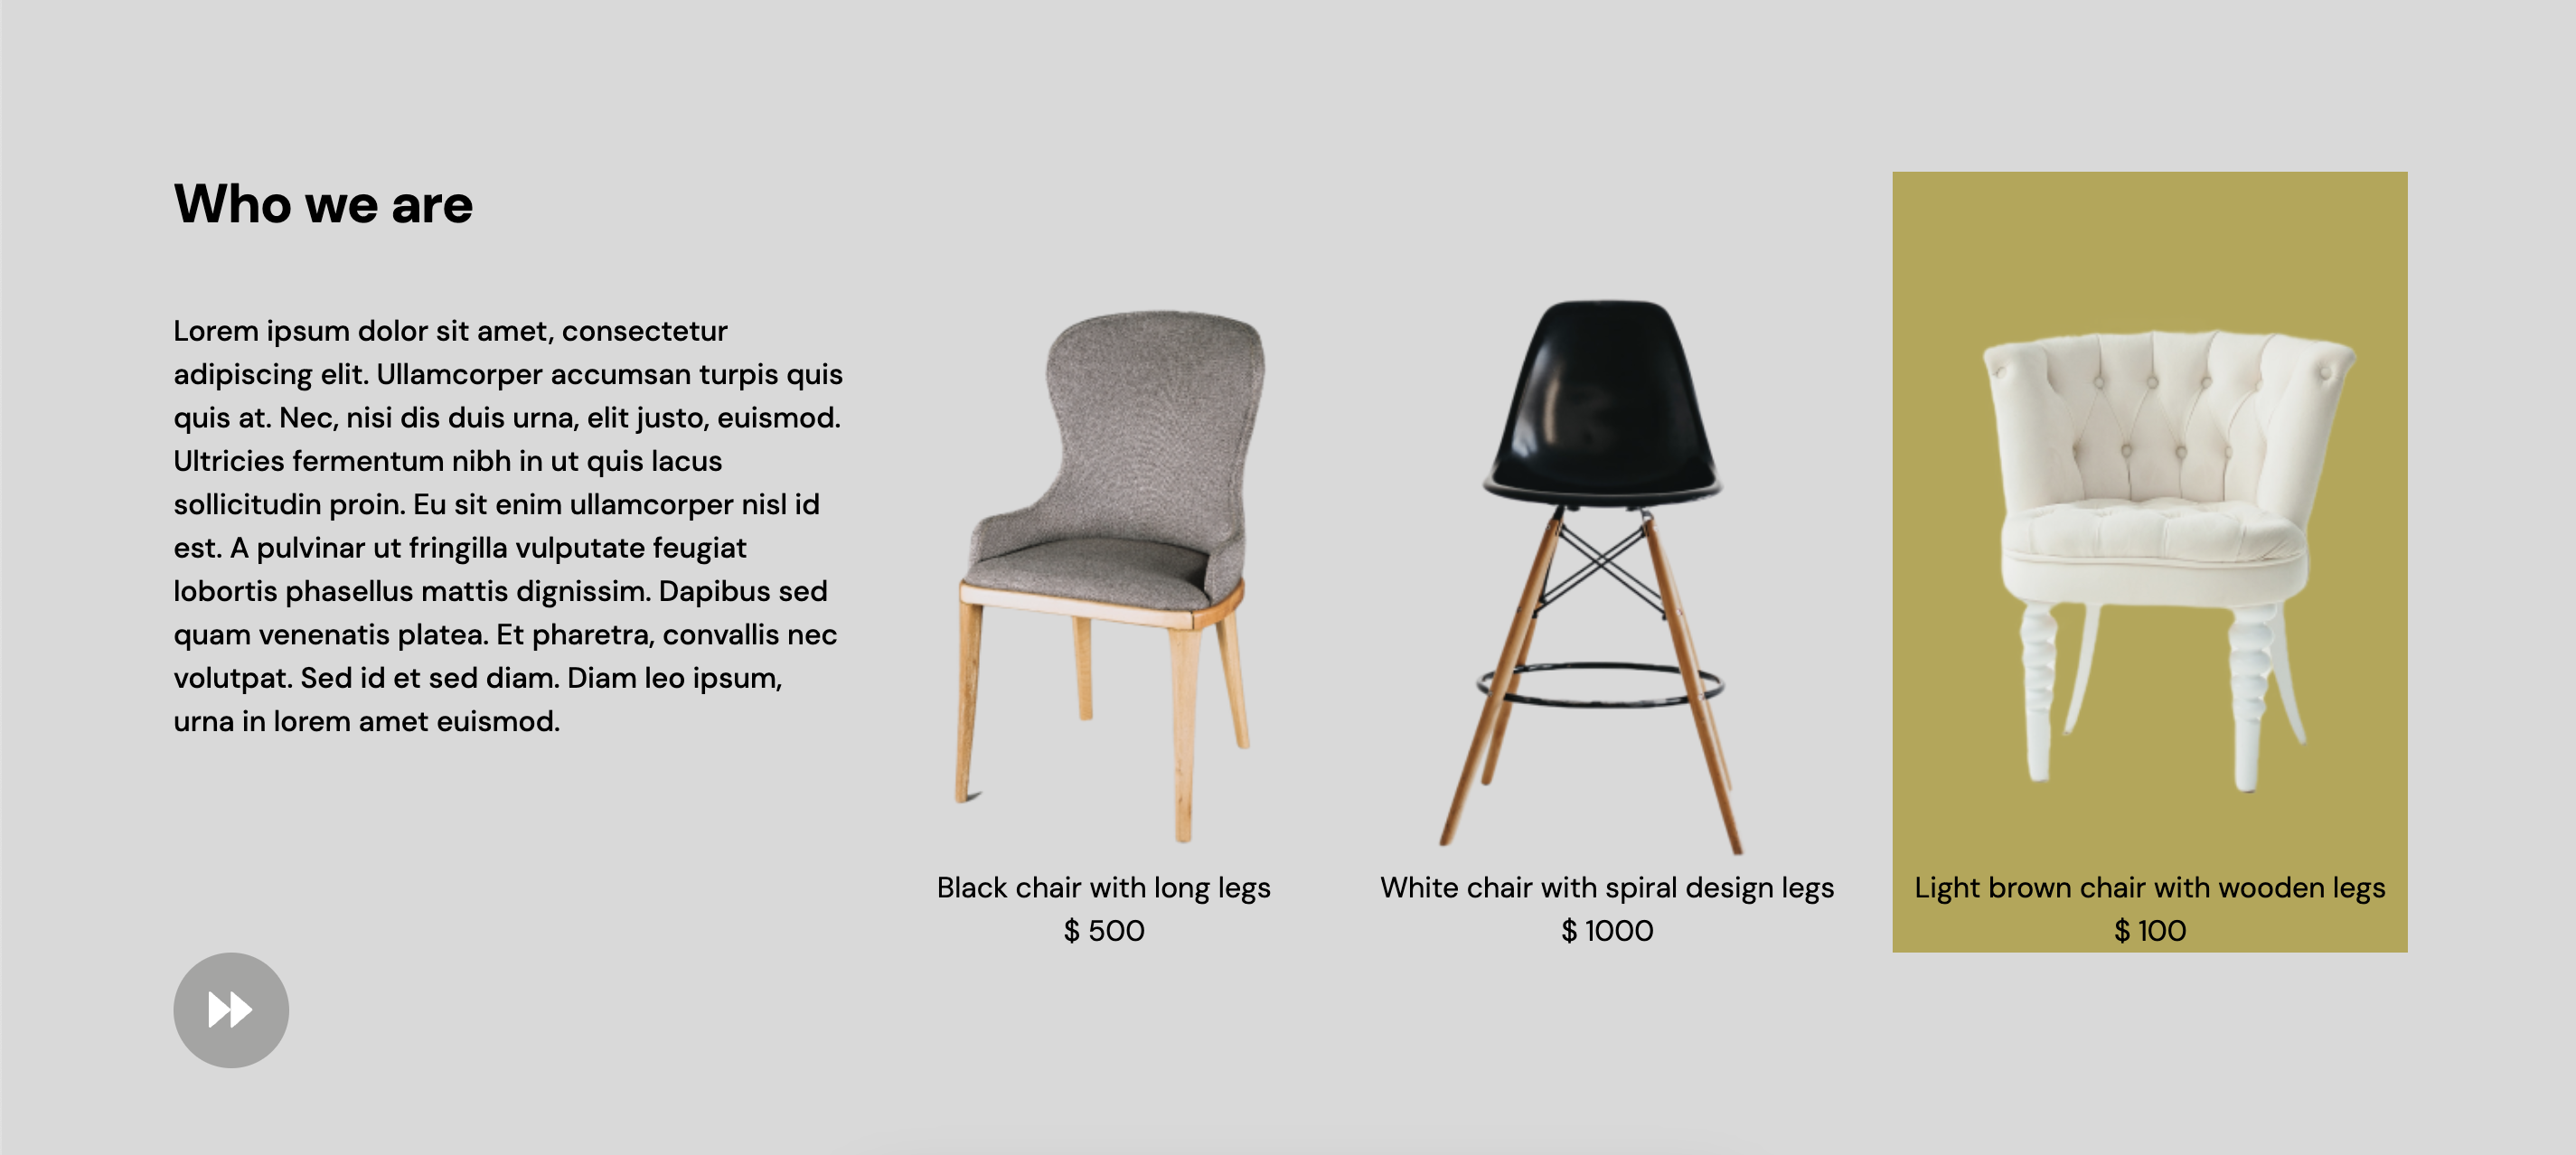 Who we are
Lorem ipsum dolor sit amet, consectetur
adipiscing elit. Ullamcorper accumsan turpis quis
quis at. Nec, nisi dis duis urna, elit justo, euismod.
Ultricies fermentum nibh in ut quis lacus
sollicitudin proin. Eu sit enim ullamcorper nisl id
est. A pulvinar ut fringilla vulputate feugiat
lobortis phasellus mattis dignissim. Dapibus sed
quam venenatis platea. Et pharetra, convallis nec
volutpat. Sed id et sed diam. Diam leo ipsum,
urna in lorem amet euismod.
Black chair with long legs
$ 500
White chair with spiral design legs
$ 1000
Light brown chair with wooden legs
$ 100